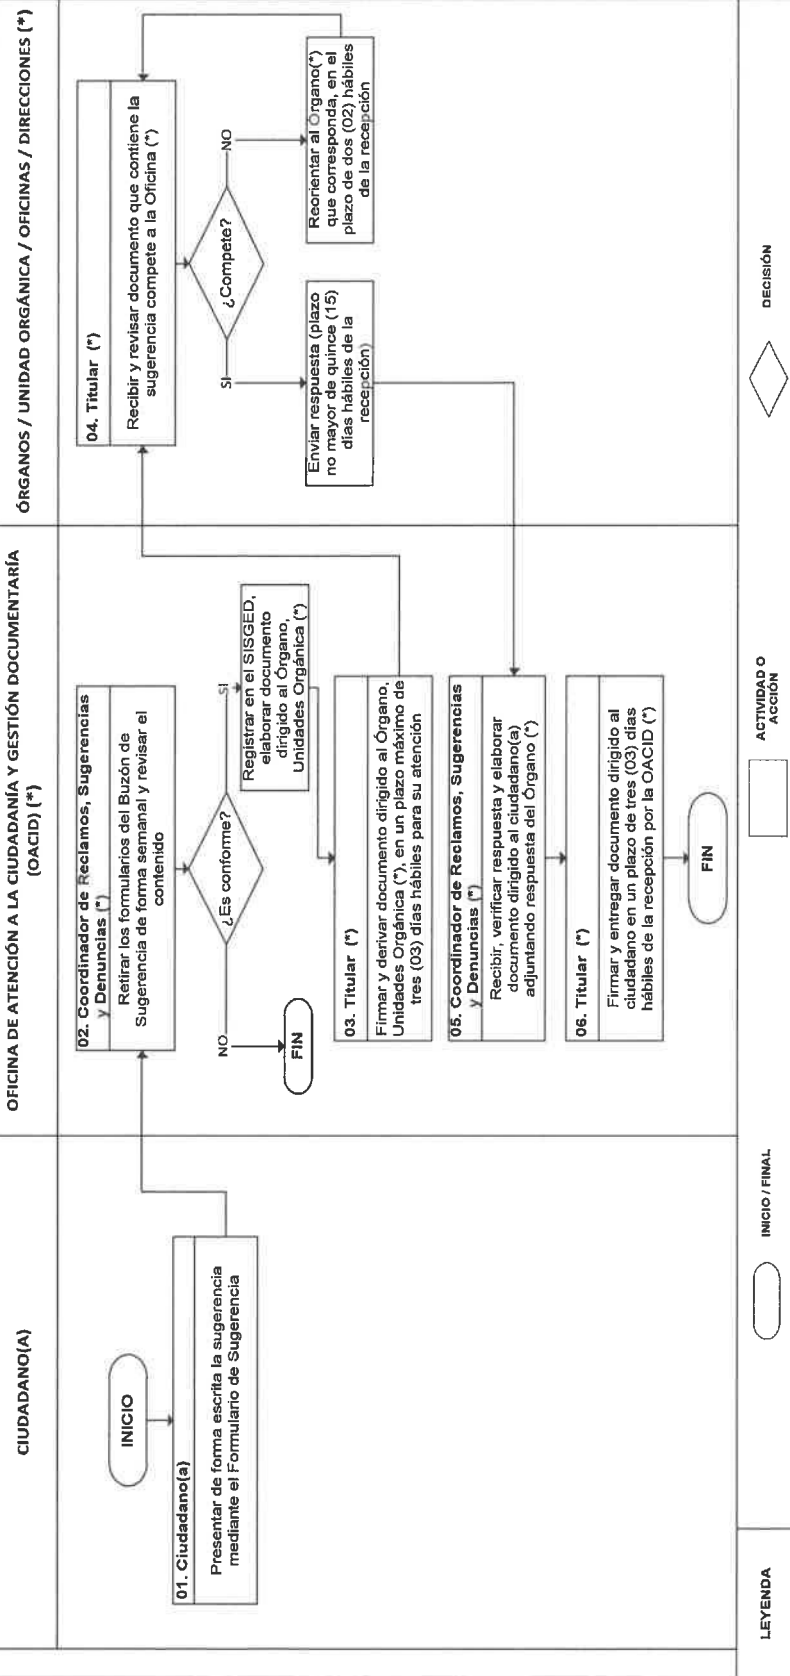 CIUDADANO(A)
INICIO
01. Ciudadano(a)
Presentar de forma escrita la sugerencia
mediante el Formulario de Sugerencia
OFICINA DE ATENCIÓN A LA CIUDADANÍA Y GESTIÓN DOCUMENTARÍA
(OACID) (*)
02. Coordinador de Reclamos, Sugerencias
y Denuncias (*)
Retirar los formularios del Buzón de
Sugerencia de forma semanal y revisar el
contenido
¿Es conforme?
NO
SI
FIN
Registrar en el SISGED,
elaborar documento
dirigido al Órgano,
Unidades Orgánica (*)
03. Titular (*)
Firmar y derivar documento dirigido al Órgano,
Unidades Orgánica (*), en un plazo máximo de
tres (03) días hábiles para su atención
05. Coordinador de Reclamos, Sugerencias
y Denuncias (*)
Recibir, verificar respuesta y elaborar
documento dirigido al ciudadano(a)
adjuntando respuesta del Órgano (*)
06. Titular (*)
Firmar y entregar documento dirigido al
ciudadano en un plazo de tres (03) días
hábiles de la recepción por la OACID (*)
FIN
ÓRGANOS / UNIDAD ORGÁNICA / OFICINAS / DIRECCIONES (*)
04. Titular (*)
Recibir y revisar documento que contiene la
sugerencia compete a la Oficina (*)
¿Compete?
SI
NO
Enviar respuesta (plazo
no mayor de quince (15)
días hábiles de la
recepción)
Reorientar al Órgano(*)
que corresponda, en el
plazo de dos (02) hábiles
de la recepción
LEYENDA
INICIO / FINAL
ACTIVIDAD O
ACCIÓN
DECISIÓN